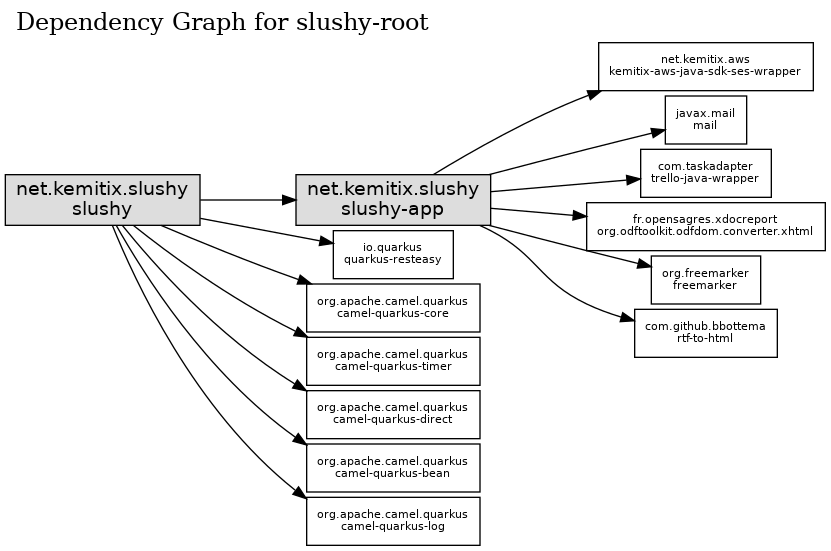 Dependency Graph for slushy-root
net.kemitix.aws
kemitix-aws-java-sdk-ses-wrapper
javax.mail
mail
com.taskadapter
trello-java-wrapper
net.kemitix.slushy
slushy
net.kemitix.slushy
slushy-app
fr.opensagres.xdocreport
org.odftoolkit.odfdom.converter.xhtml
io.quarkus
quarkus-resteasy
org.freemarker
freemarker
org.apache.camel.quarkus
camel-quarkus-core
com.github.bbottema
rtf-to-html
org.apache.camel.quarkus
camel-quarkus-timer
org.apache.camel.quarkus
camel-quarkus-direct
org.apache.camel.quarkus
camel-quarkus-bean
org.apache.camel.quarkus
camel-quarkus-log